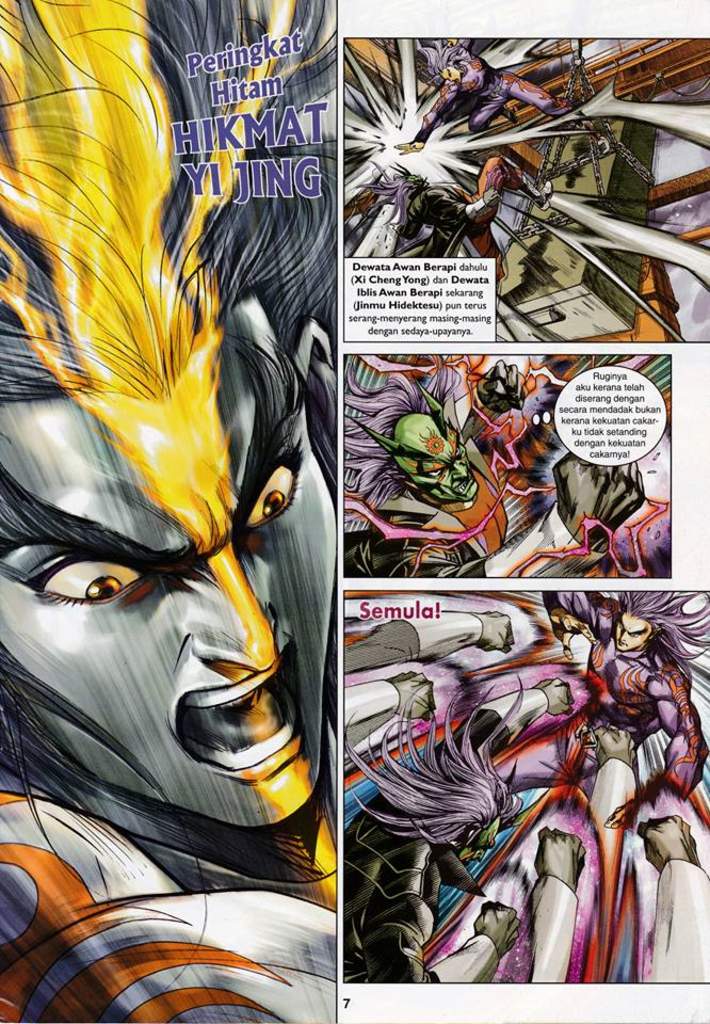 Peringkat
Hitam
HIKMAT
YI JING
Dewata Awan Berapi dahulu
(Xi Cheng Yong) dan Dewata
Iblis Awan Berapi sekarang
(Jinmu Hidektesu) pun terus
serang-menyerang masing-masing
dengan sedaya-upayanya.
Ruginya
aku kerana telah
diserang dengan
secara mendadak bukan
kerana kekuatan cakar-
ku tidak setanding
dengan kekuatan
cakarnya!
Semula!
7